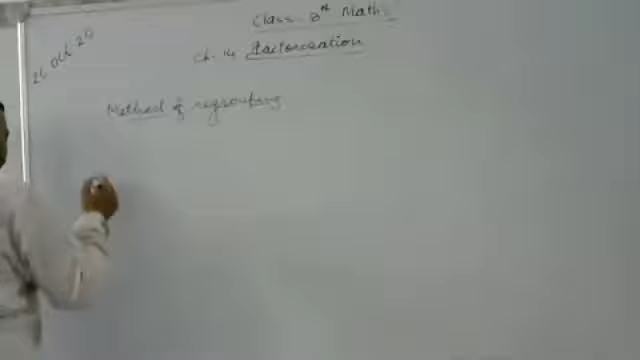 Class - 8th Maths
26 Oct 20
Ch. 14 Factorisation
Method of regrouping